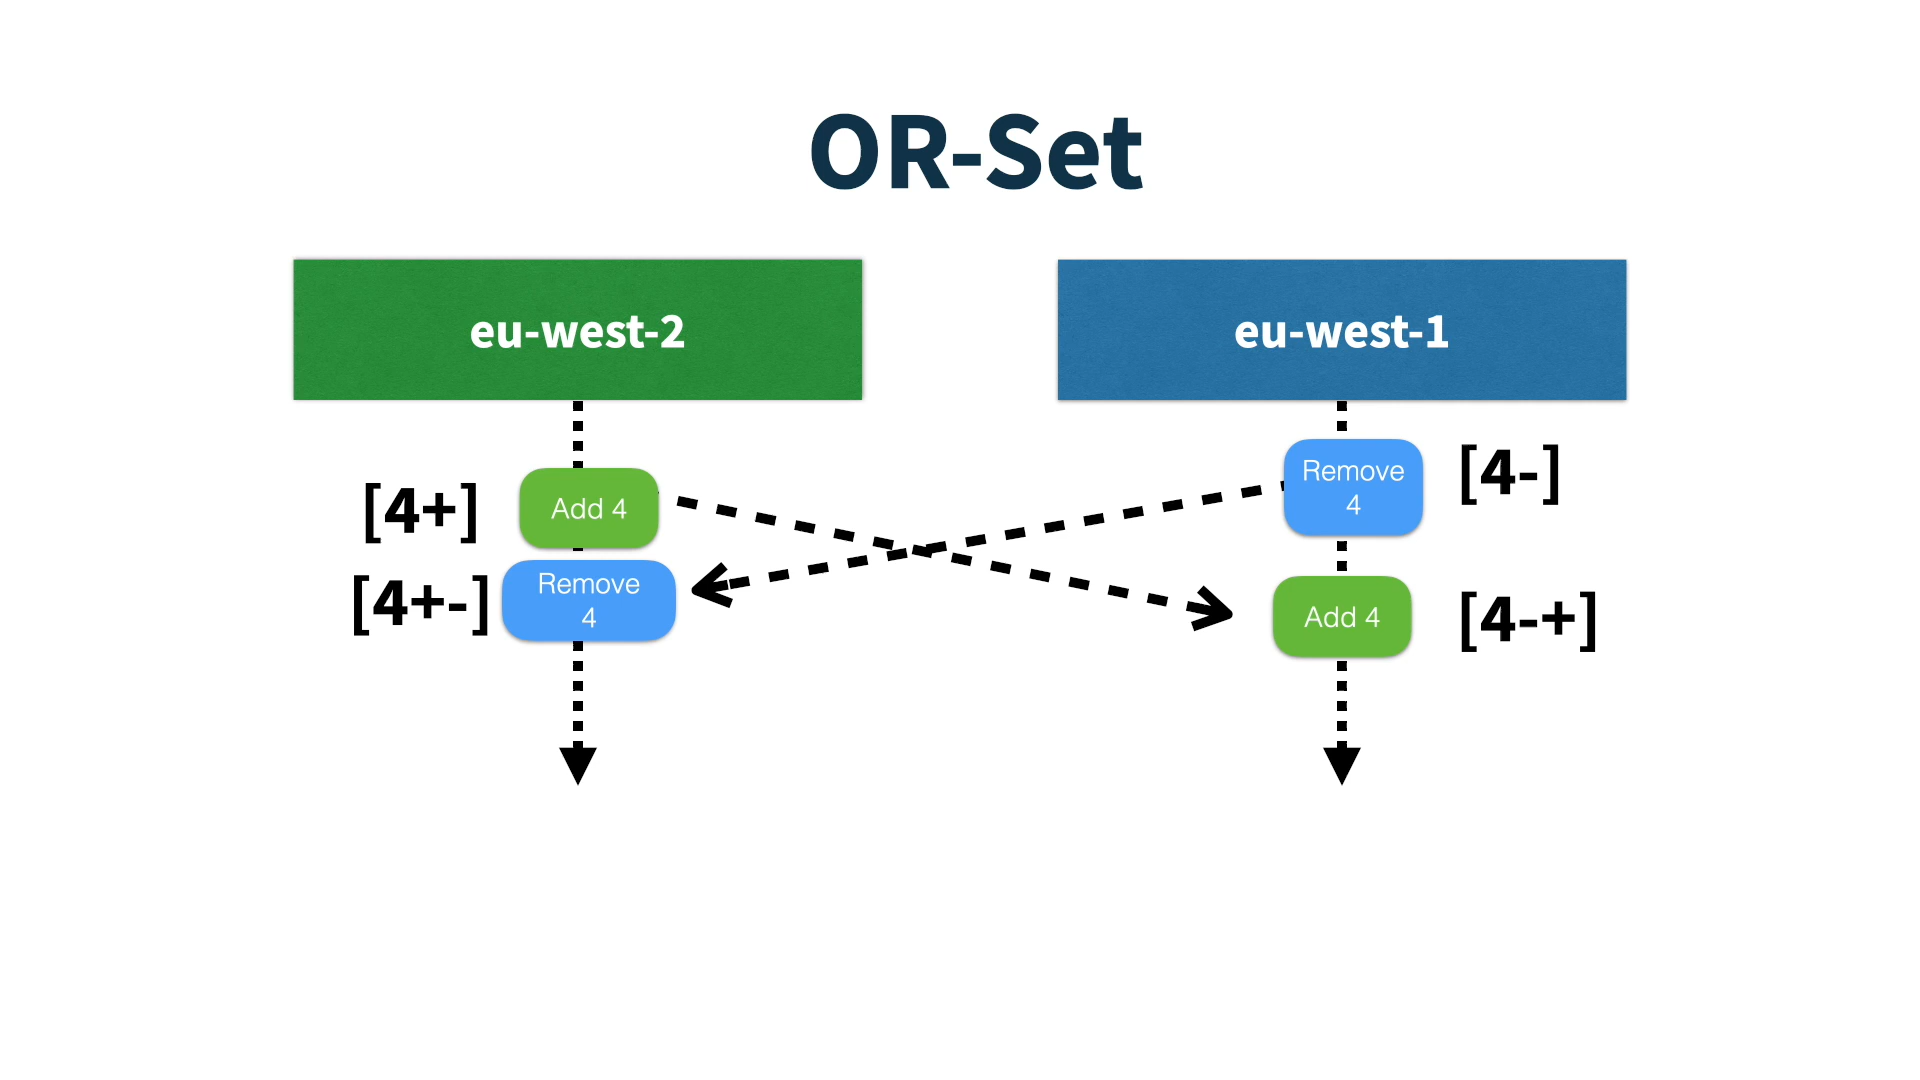 OR-Set
eu-west-2
eu-west-1
[4+]
Add 4
Remove
4
[4-]
[4+-]
Remove
4
Add 4
[4-+]